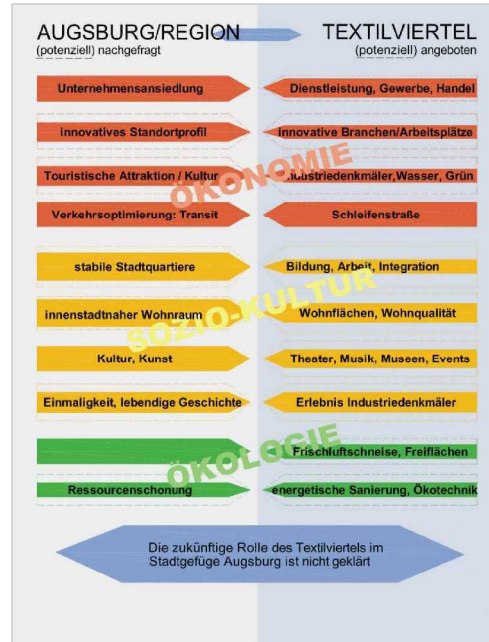 AUGSBURG/REGION
(potenziell) nachgefragt
TEXTILVIERTEL
(potenziell) angeboten
Unternehmensansiedlung
Dienstleistung, Gewerbe, Handel
innovatives Standortprofil
innovative Branchen/Arbeitsplätze
ÖKONOMIE
Touristische Attraktion / Kultur
Industriedenkmäler,Wasser, Grün
Verkehrsoptimierung: Transit
Schleifenstraße
stabile Stadtquartiere
Bildung, Arbeit, Integration
SOZIO-KULTUR
innenstadtnaher Wohnraum
Wohnflächen, Wohnqualität
Kultur, Kunst
Theater, Musik, Museen, Events
Einmaligkeit, lebendige Geschichte
Erlebnis Industriedenkmäler
ÖKOLOGIE
Frischluftschneise, Freiflächen
Ressourcenschonung
energetische Sanierung, Ökotechnik
Die zukünftige Rolle des Textilviertels im
Stadtgefüge Augsburg ist nicht geklärt